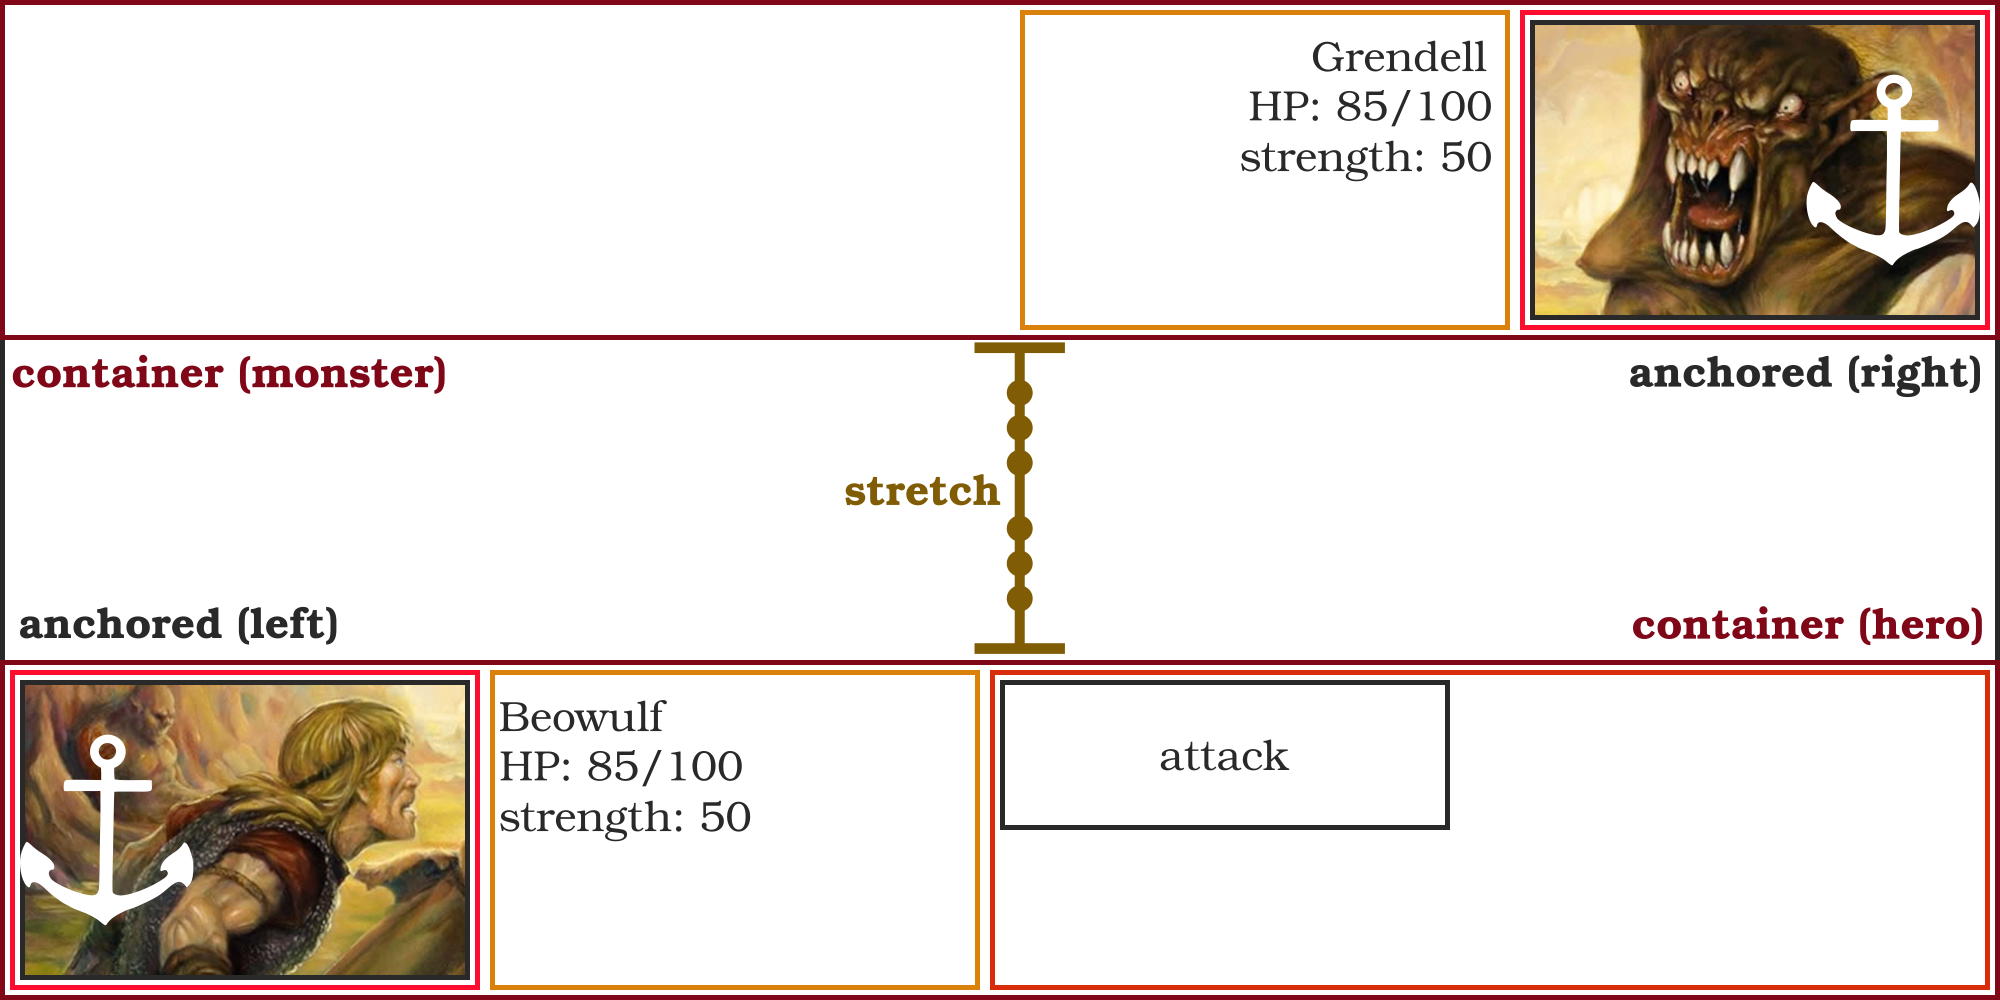 Grendell
HP: 85/100
strength: 50
container (monster)
anchored (right)
stretch
anchored (left)
container (hero)
Beowulf
HP: 85/100
strength: 50
attack